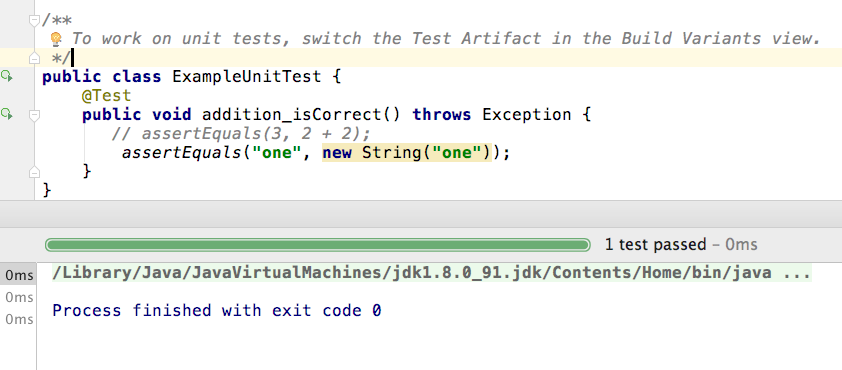 /**
To work on unit tests, switch the Test Artifact in the Build Variants view.
*/
public class ExampleUnitTest {
@Test
public void addition_isCorrect() throws Exception {
// assertEquals(3, 2 + 2);
assertEquals("one", new String("one"));
}
}
1 test passed – 0ms
0ms /Library/Java/JavaVirtualMachines/jdk1.8.0_91.jdk/Contents/Home/bin/java ...
0ms
0ms Process finished with exit code 0